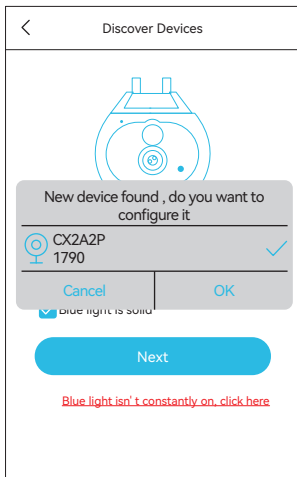 Discover Devices
New device found , do you want to
configure it
CX2A2P
1790
Cancel
OK
Blue light is solid
Next
Blue light isn' t constantly on, click here